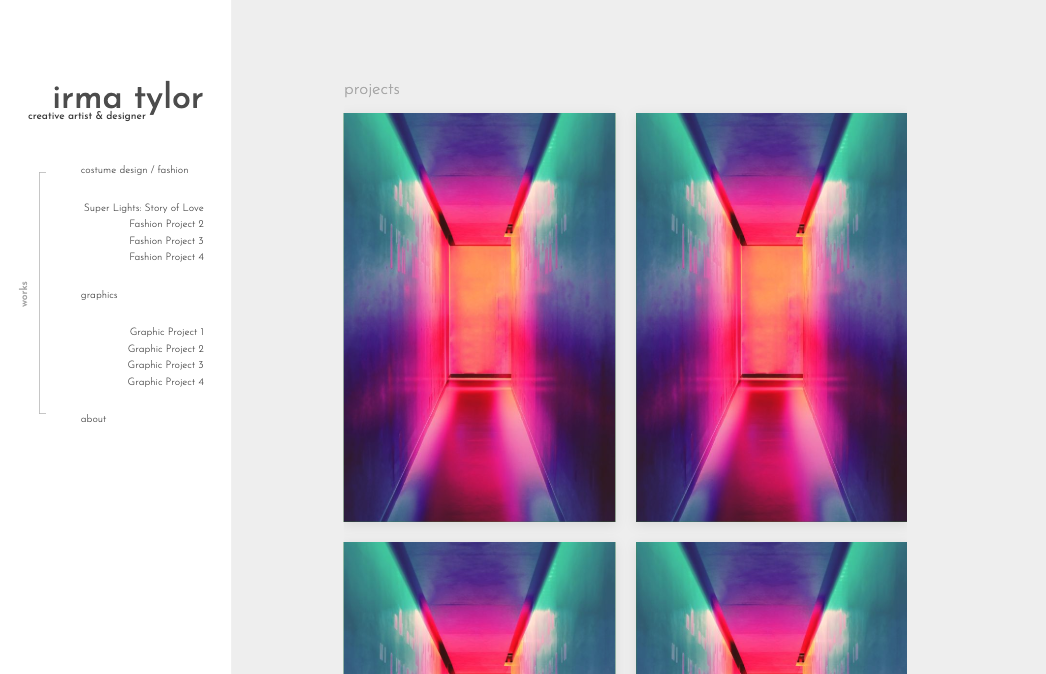 irma tylor
creative artist & designer
works
costume design / fashion
Super Lights: Story of Love
Fashion Project 2
Fashion Project 3
Fashion Project 4
graphics
Graphic Project 1
Graphic Project 2
Graphic Project 3
Graphic Project 4
about
projects